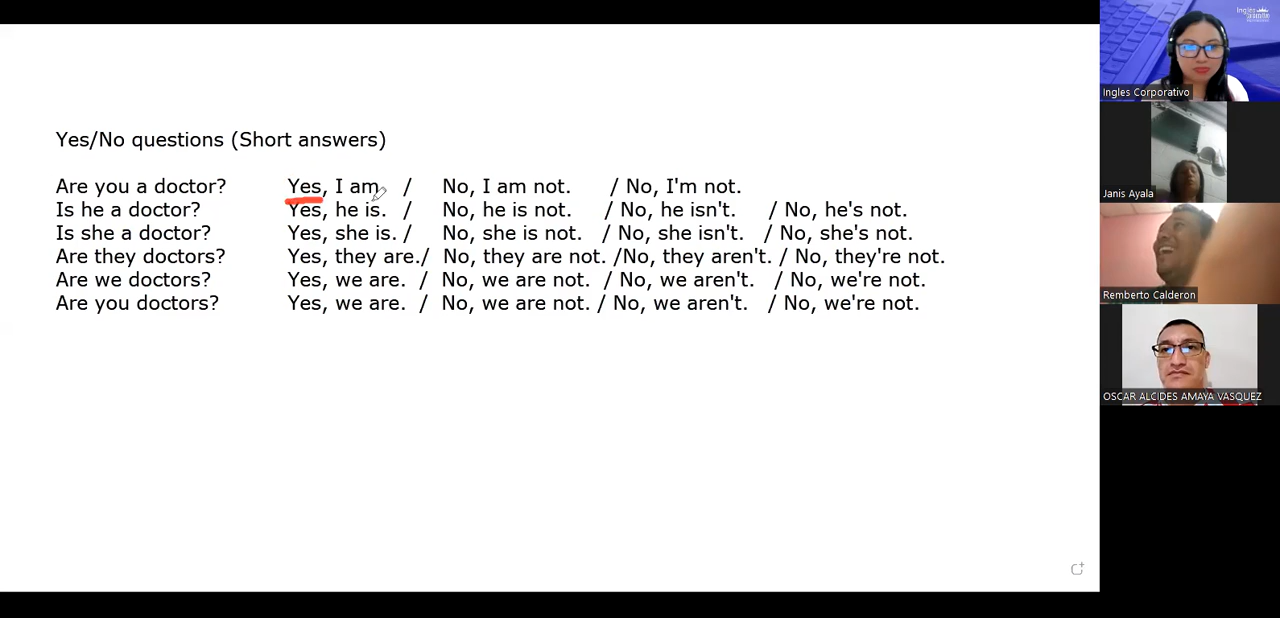 Yes/No questions (Short answers)
Are you a doctor? Yes, I am / No, I am not. / No, I'm not.
Is he a doctor? Yes, he is. / No, he is not. / No, he isn't. / No, he's not.
Is she a doctor? Yes, she is. / No, she is not. / No, she isn't. / No, she's not.
Are they doctors? Yes, they are./ No, they are not. /No, they aren't. / No, they're not.
Are we doctors? Yes, we are. / No, we are not. / No, we aren't. / No, we're not.
Are you doctors? Yes, we are. / No, we are not. / No, we aren't. / No, we're not.
Ingles Corporativo
Janis Ayala
Remberto Calderon
OSCAR ALCIDES AMAYA VASQUEZ